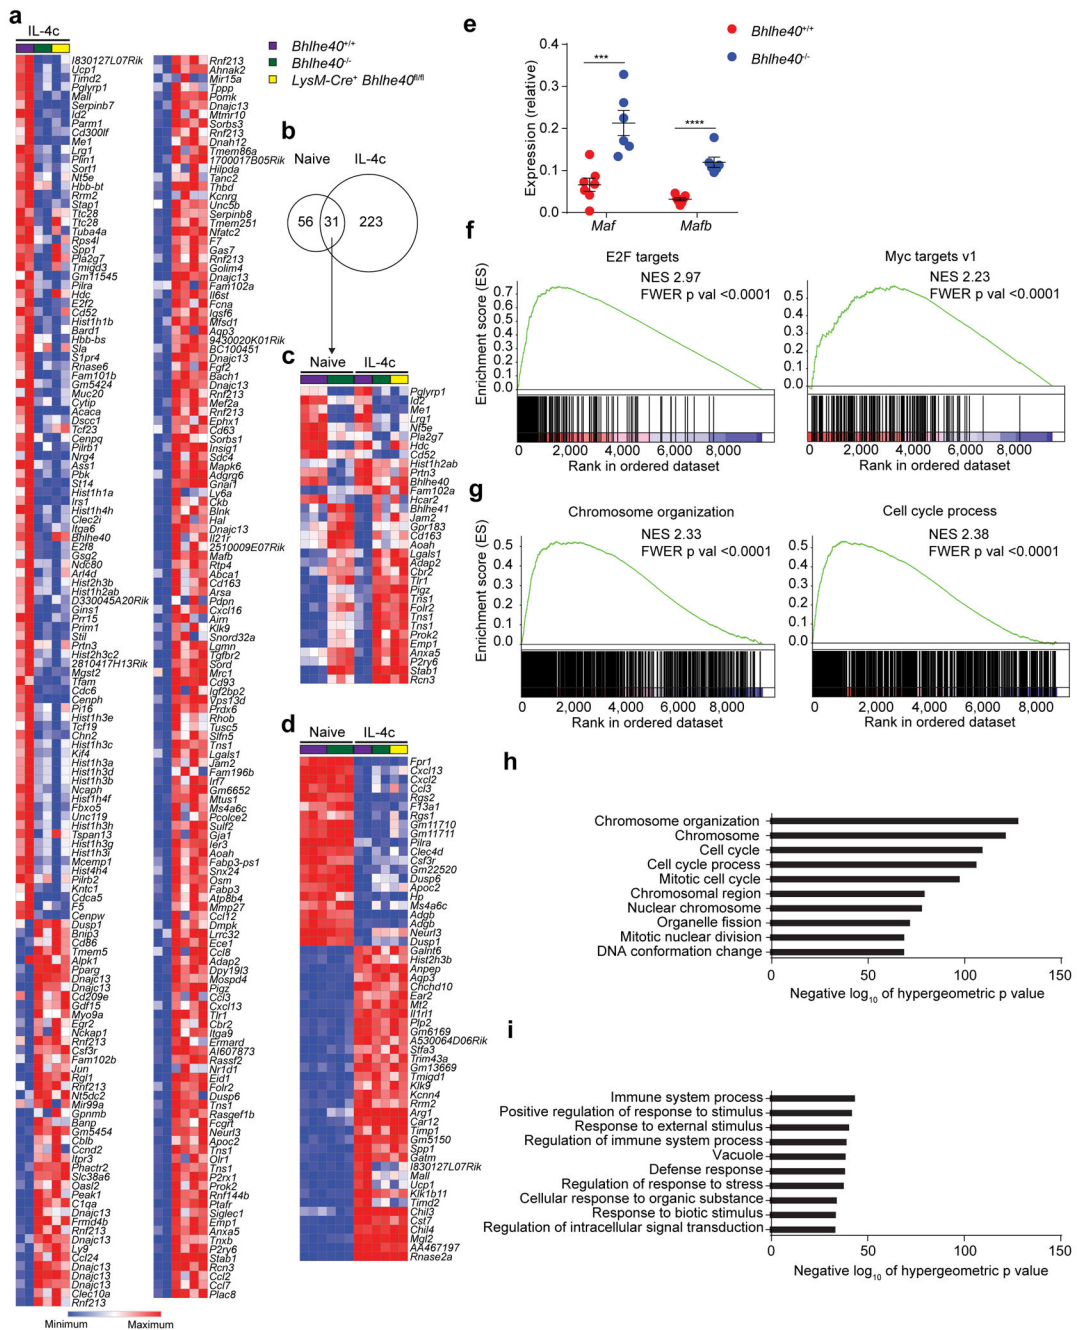 a
IL-4c
I830127L07Rik
Ucp1
Timd2
Pglyrp1
Mall
Serpinb7
Id2
Parm1
Cd300lf
Me1
Lrg1
Plin1
Sort1
Nt5e
Hbb-bt
Rrm2
Stap1
Ttc28
Ttc28
Tuba4a
Rps4l
Spp1
Pla2g7
Tmigd3
Gm11545
Pilra
Hdc
E2f2
Cd52
Hist1h1b
Bard1
Hbb-bs
Sla
S1pr4
Rnase6
Fam101b
Gm5424
Muc20
Cytip
Acaca
Dscc1
Tcf23
Cenpq
Pilrb1
Nrg4
Ass1
Pbk
St14
Hist1h1a
Irs1
Hist1h4h
Clec2i
Itga6
Bhlhe40
E2f8
Gsg2
Ndc80
Arl4d
Hist2h3b
Hist1h2ab
D330045A20Rik
Gins1
Prr15
Prim1
Stil
Prtn3
Hist2h3c2
2810417H13Rik
Mgst2
Tfam
Cdc6
Cenph
Pi16
Hist1h3e
Tcf19
Chn2
Hist1h3c
Kif4
Hist1h3a
Hist1h3d
Hist1h3b
Ncaph
Hist1h4f
Fbxo5
Unc119
Hist1h3h
Tspan13
Hist1h3g
Hist1h3i
Mcemp1
Hist4h4
Pilrb2
Kntc1
Cdca5
F5
Cenpw
Dusp1
Bnip3
Cd86
Tmem5
Alpk1
Pparg
Dnajc13
Dnajc13
Cd209e
Gdf15
Myo9a
Egr2
Nckap1
Rnf213
Csf3r
Fam102b
Jun
Rgl1
Rnf213
Nt5dc2
Mir99a
Gpnmb
Banp
Gm5454
Cblb
Ccnd2
Itpr3
Phactr2
Slc38a6
Oasl2
Peak1
C1qa
Dnajc13
Frmd4b
Rnf213
Dnajc13
Ly9
Ccl24
Dnajc13
Dnajc13
Dnajc13
Clec10a
Rnf213
Rnf213
Ahnak2
Mir15a
Tppp
Pomk
Dnajc13
Mtmr10
Sorbs3
Rnf213
Dnah12
Tmem86a
1700017B05Rik
Hilpda
Tanc2
Thbd
Kcnrg
Unc5b
Serpinb8
Tmem251
Nfatc2
F7
Gas7
Rnf213
Golim4
Dnajc13
Fam102a
Il6st
Fcna
Igsf6
Mfsd1
Aqp3
9430020K01Rik
BC100451
Dnajc13
Fgf2
Bach1
Dnajc13
Rnf213
Mef2a
Rnf213
Ephx1
Cd63
Sorbs1
Insig1
Sdc4
Mapk6
Adgrg6
Gnai1
Ly6a
Ckb
Blnk
Hal
Dnajc13
Il21r
2510009E07Rik
Mafb
Rtp4
Abca1
Cd163
Arsa
Pdpn
Cxcl16
Airn
Klk9
Snord32a
Lgmn
Tgfbr2
Sord
Mrc1
Cd93
Igf2bp2
Vps13d
Prdx6
Rhob
Tusc5
Slfn5
Tns1
Lgals1
Jam2
Fam196b
Irf7
Gm6652
Mtus1
Ms4a6c
Pcolce2
Sulf2
Gja1
Ier3
Aoah
Fabp3-ps1
Snx24
Osm
Fabp3
Atp8b4
Mmp27
Ccl12
Dmpk
Lrrc32
Ece1
Ccl8
Adap2
Dpy19l3
Mospd4
Pigz
Ccl3
Cxcl13
Tlr1
Cbr2
Itga9
Ermard
AI607873
Rassf2
Nr1d1
Eid1
Folr2
Dusp6
Tns1
Rasgef1b
Fcgrt
Neurl3
Apoc2
Tns1
Olr1
Tns1
P2rx1
Prok2
Rnf144b
Ptafr
Siglec1
Emp1
Anxa5
Tnxb
P2ry6
Stab1
Rcn3
Ccl2
Ccl7
Plac8
Minimum Maximum
Bhlhe40+/+
Bhlhe40-/-
LysM-Cre+ Bhlhe40fl/fl
b
Naive IL-4c
56 31 223
c
Naive IL-4c
Pglyrp1
Id2
Me1
Lrg1
Nt5e
Pla2g7
Hdc
Cd52
Hist1h2ab
Prtn3
Bhlhe40
Fam102a
Hcar2
Bhlhe41
Jam2
Gpr183
Cd163
Aoah
Lgals1
Adap2
Cbr2
Tlr1
Pigz
Tns1
Folr2
Tns1
Tns1
Prok2
Emp1
Anxa5
P2ry6
Stab1
Rcn3
d
Naive IL-4c
Fpr1
Cxcl13
Cxcl2
Ccl3
Rgs2
F13a1
Rgs1
Gm11710
Gm11711
Pilra
Clec4d
Csf3r
Gm22520
Dusp6
Apoc2
Hp
Ms4a6c
Adgb
Adgb
Neurl3
Dusp1
Galnt6
Hist2h3b
Anpep
Aqp3
Chchd10
Ear2
Mt2
Il1rl1
Plp2
Gm6169
A530064D06Rik
Stfa3
Trim43a
Gm13669
Tmigd1
Klk9
Kcnn4
Rrm2
Arg1
Car12
Timp1
Gm5150
Spp1
Gatm
I830127L07Rik
Mall
Ucp1
Klk1b11
Timd2
Chil3
Cst7
Chil4
Mgl2
AA467197
Rnase2a
e
Bhlhe40+/+
Bhlhe40-/-
Expression (relative)
0.4
0.3
0.2
0.1
0.0
***
****
Maf Mafb
f
E2F targets
NES 2.97
FWER p val <0.0001
Enrichment score (ES)
0.7
0.6
0.5
0.4
0.3
0.2
0.1
0.0
0 2,000 4,000 6,000 8,000
Rank in ordered dataset
Myc targets v1
NES 2.23
FWER p val <0.0001
0.5
0.4
0.3
0.2
0.1
0.0
0 2,000 4,000 6,000 8,000
Rank in ordered dataset
g
Chromosome organization
NES 2.33
FWER p val <0.0001
Enrichment score (ES)
0.5
0.4
0.3
0.2
0.1
0.0
0 2,000 4,000 6,000 8,000
Rank in ordered dataset
Cell cycle process
NES 2.38
FWER p val <0.0001
0.5
0.4
0.3
0.2
0.1
0.0
0 2,000 4,000 6,000 8,000
Rank in ordered dataset
h
Chromosome organization
Chromosome
Cell cycle
Cell cycle process
Mitotic cell cycle
Chromosomal region
Nuclear chromosome
Organelle fission
Mitotic nuclear division
DNA conformation change
0 50 100 150
Negative log10 of hypergeometric p value
i
Immune system process
Positive regulation of response to stimulus
Response to external stimulus
Regulation of immune system process
Vacuole
Defense response
Regulation of response to stress
Cellular response to organic substance
Response to biotic stimulus
Regulation of intracellular signal transduction
0 50 100 150
Negative log10 of hypergeometric p value